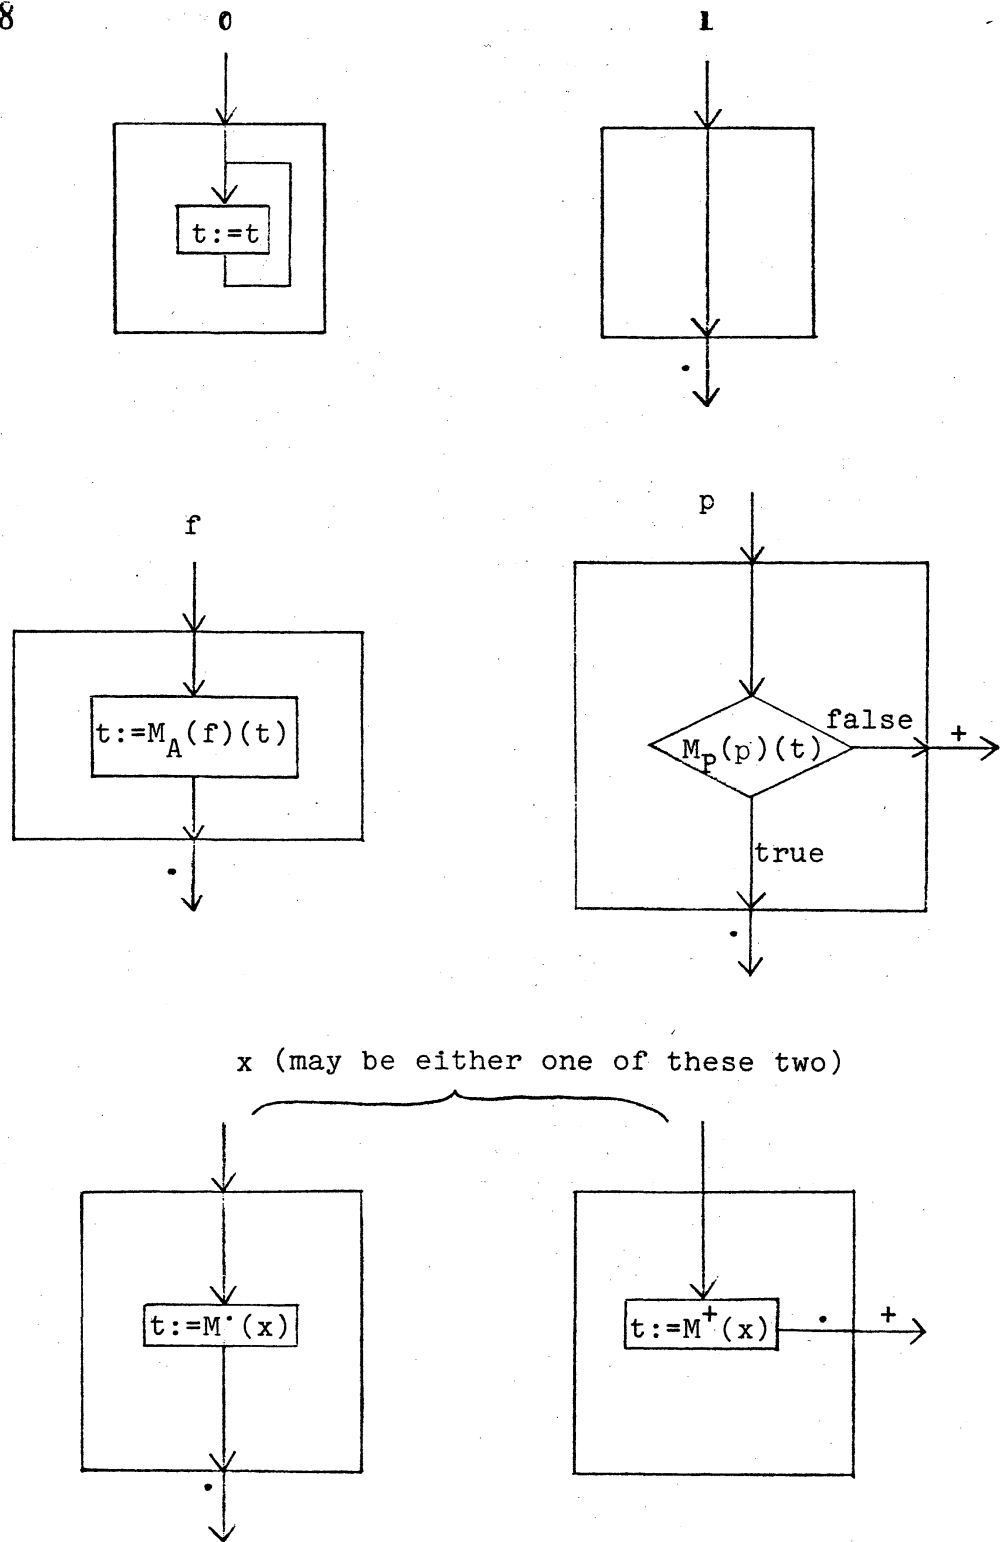 8
0
1
t:=t
.
f
p
t:=M_A(f)(t)
false
+
M_P(p)(t)
.
true
.
x (may be either one of these two)
t:=M˙(x)
t:=M⁺(x)
.
+
.